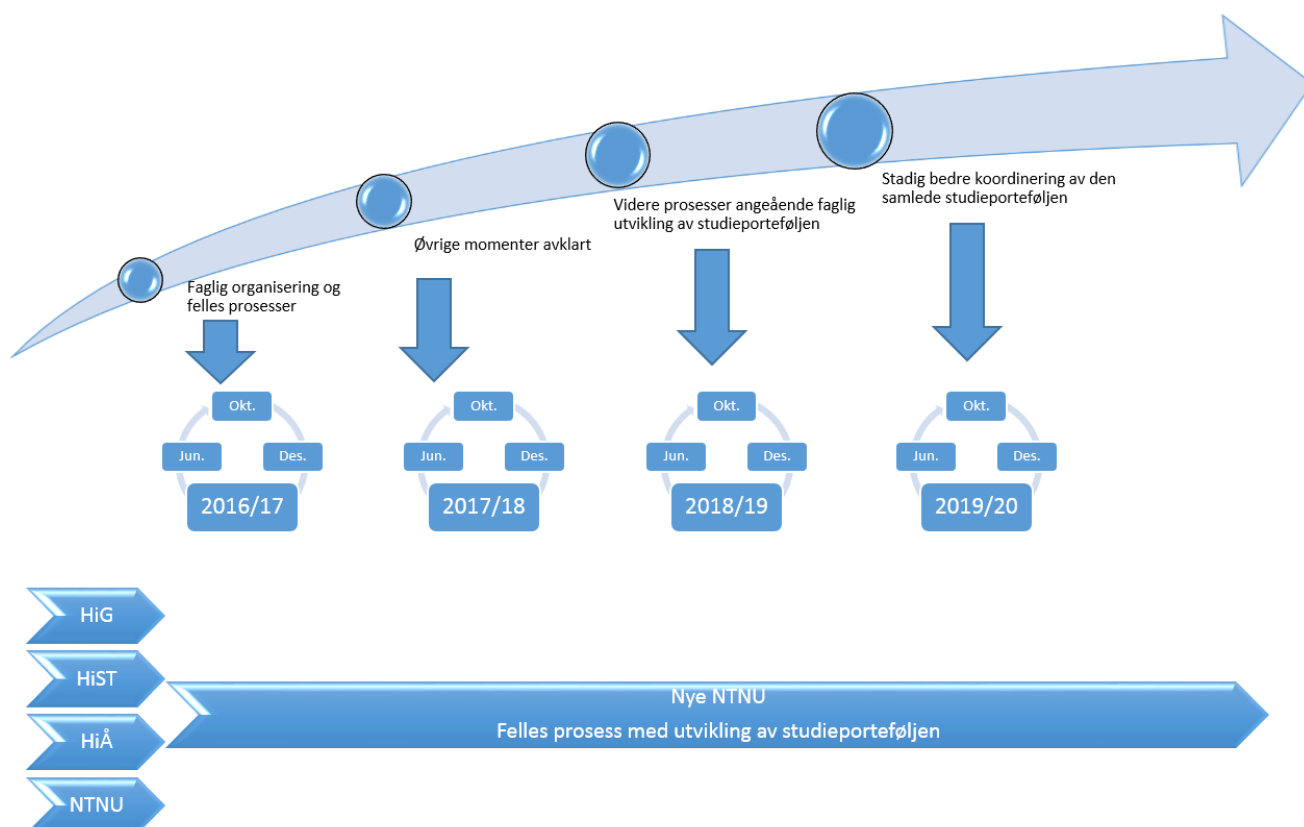 Faglig organisering og
felles prosesser
Øvrige momenter avklart
Videre prosesser angeående faglig
utvikling av studieporteføljen
Stadig bedre koordinering av den
samlede studieporteføljen
Okt.
Jun.
Des.
2016/17
Okt.
Jun.
Des.
2017/18
Okt.
Jun.
Des.
2018/19
Okt.
Jun.
Des.
2019/20
HiG
HiST
HiÅ
NTNU
Nye NTNU
Felles prosess med utvikling av studieporteføljen